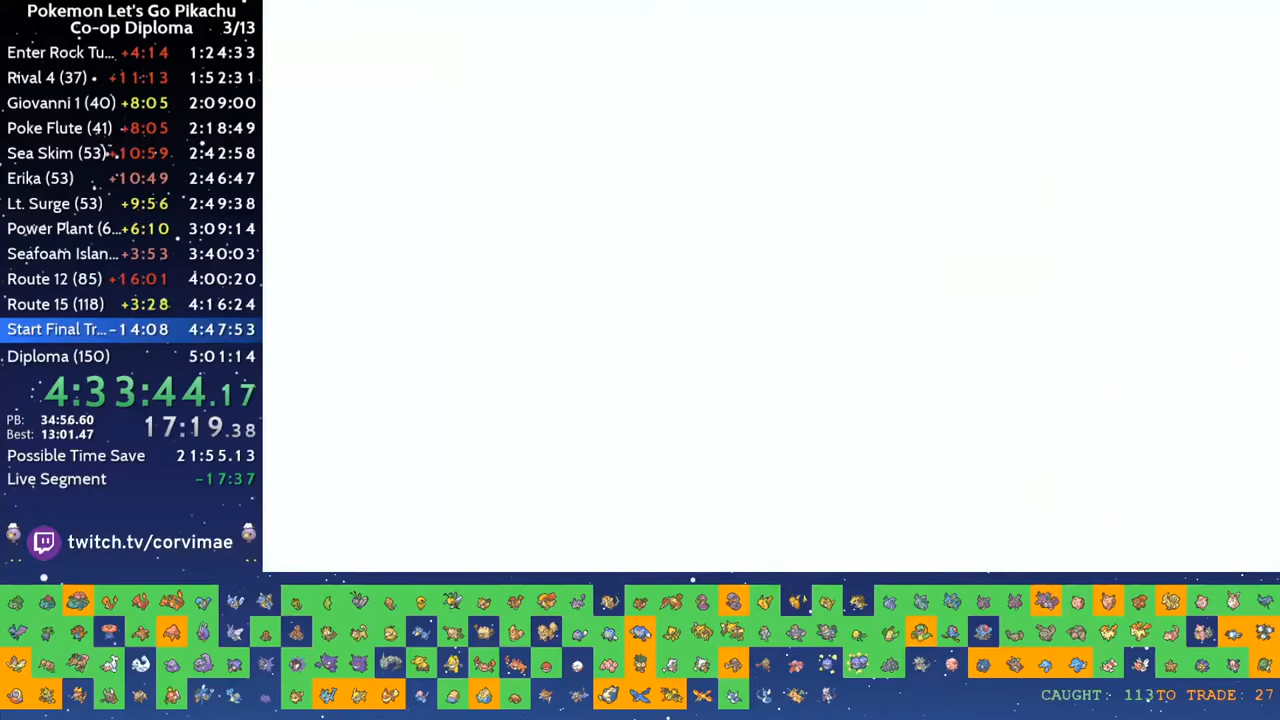 Pokemon Let's Go Pikachu
Co-op Diploma 3/13
Enter Rock Tu... +4:14 1:24:33
Rival 4 (37) +11:13 1:52:31
Giovanni 1 (40) +8:05 2:09:00
Poke Flute (41) +8:05 2:18:49
Sea Skim (53) +10:59 2:42:58
Erika (53) +10:49 2:46:47
Lt. Surge (53) +9:56 2:49:38
Power Plant (6... +6:10 3:09:14
Seafoam Islan... +3:53 3:40:03
Route 12 (85) +16:01 4:00:20
Route 15 (118) +3:28 4:16:24
Start Final Tr... -14:08 4:47:53
Diploma (150) 5:01:14
4:33:44.17
PB: 34:56.60
Best: 13:01.47
17:19.38
Possible Time Save 21:55.13
Live Segment -17:37
twitch.tv/corvimae
CAUGHT: 113TO TRADE: 27